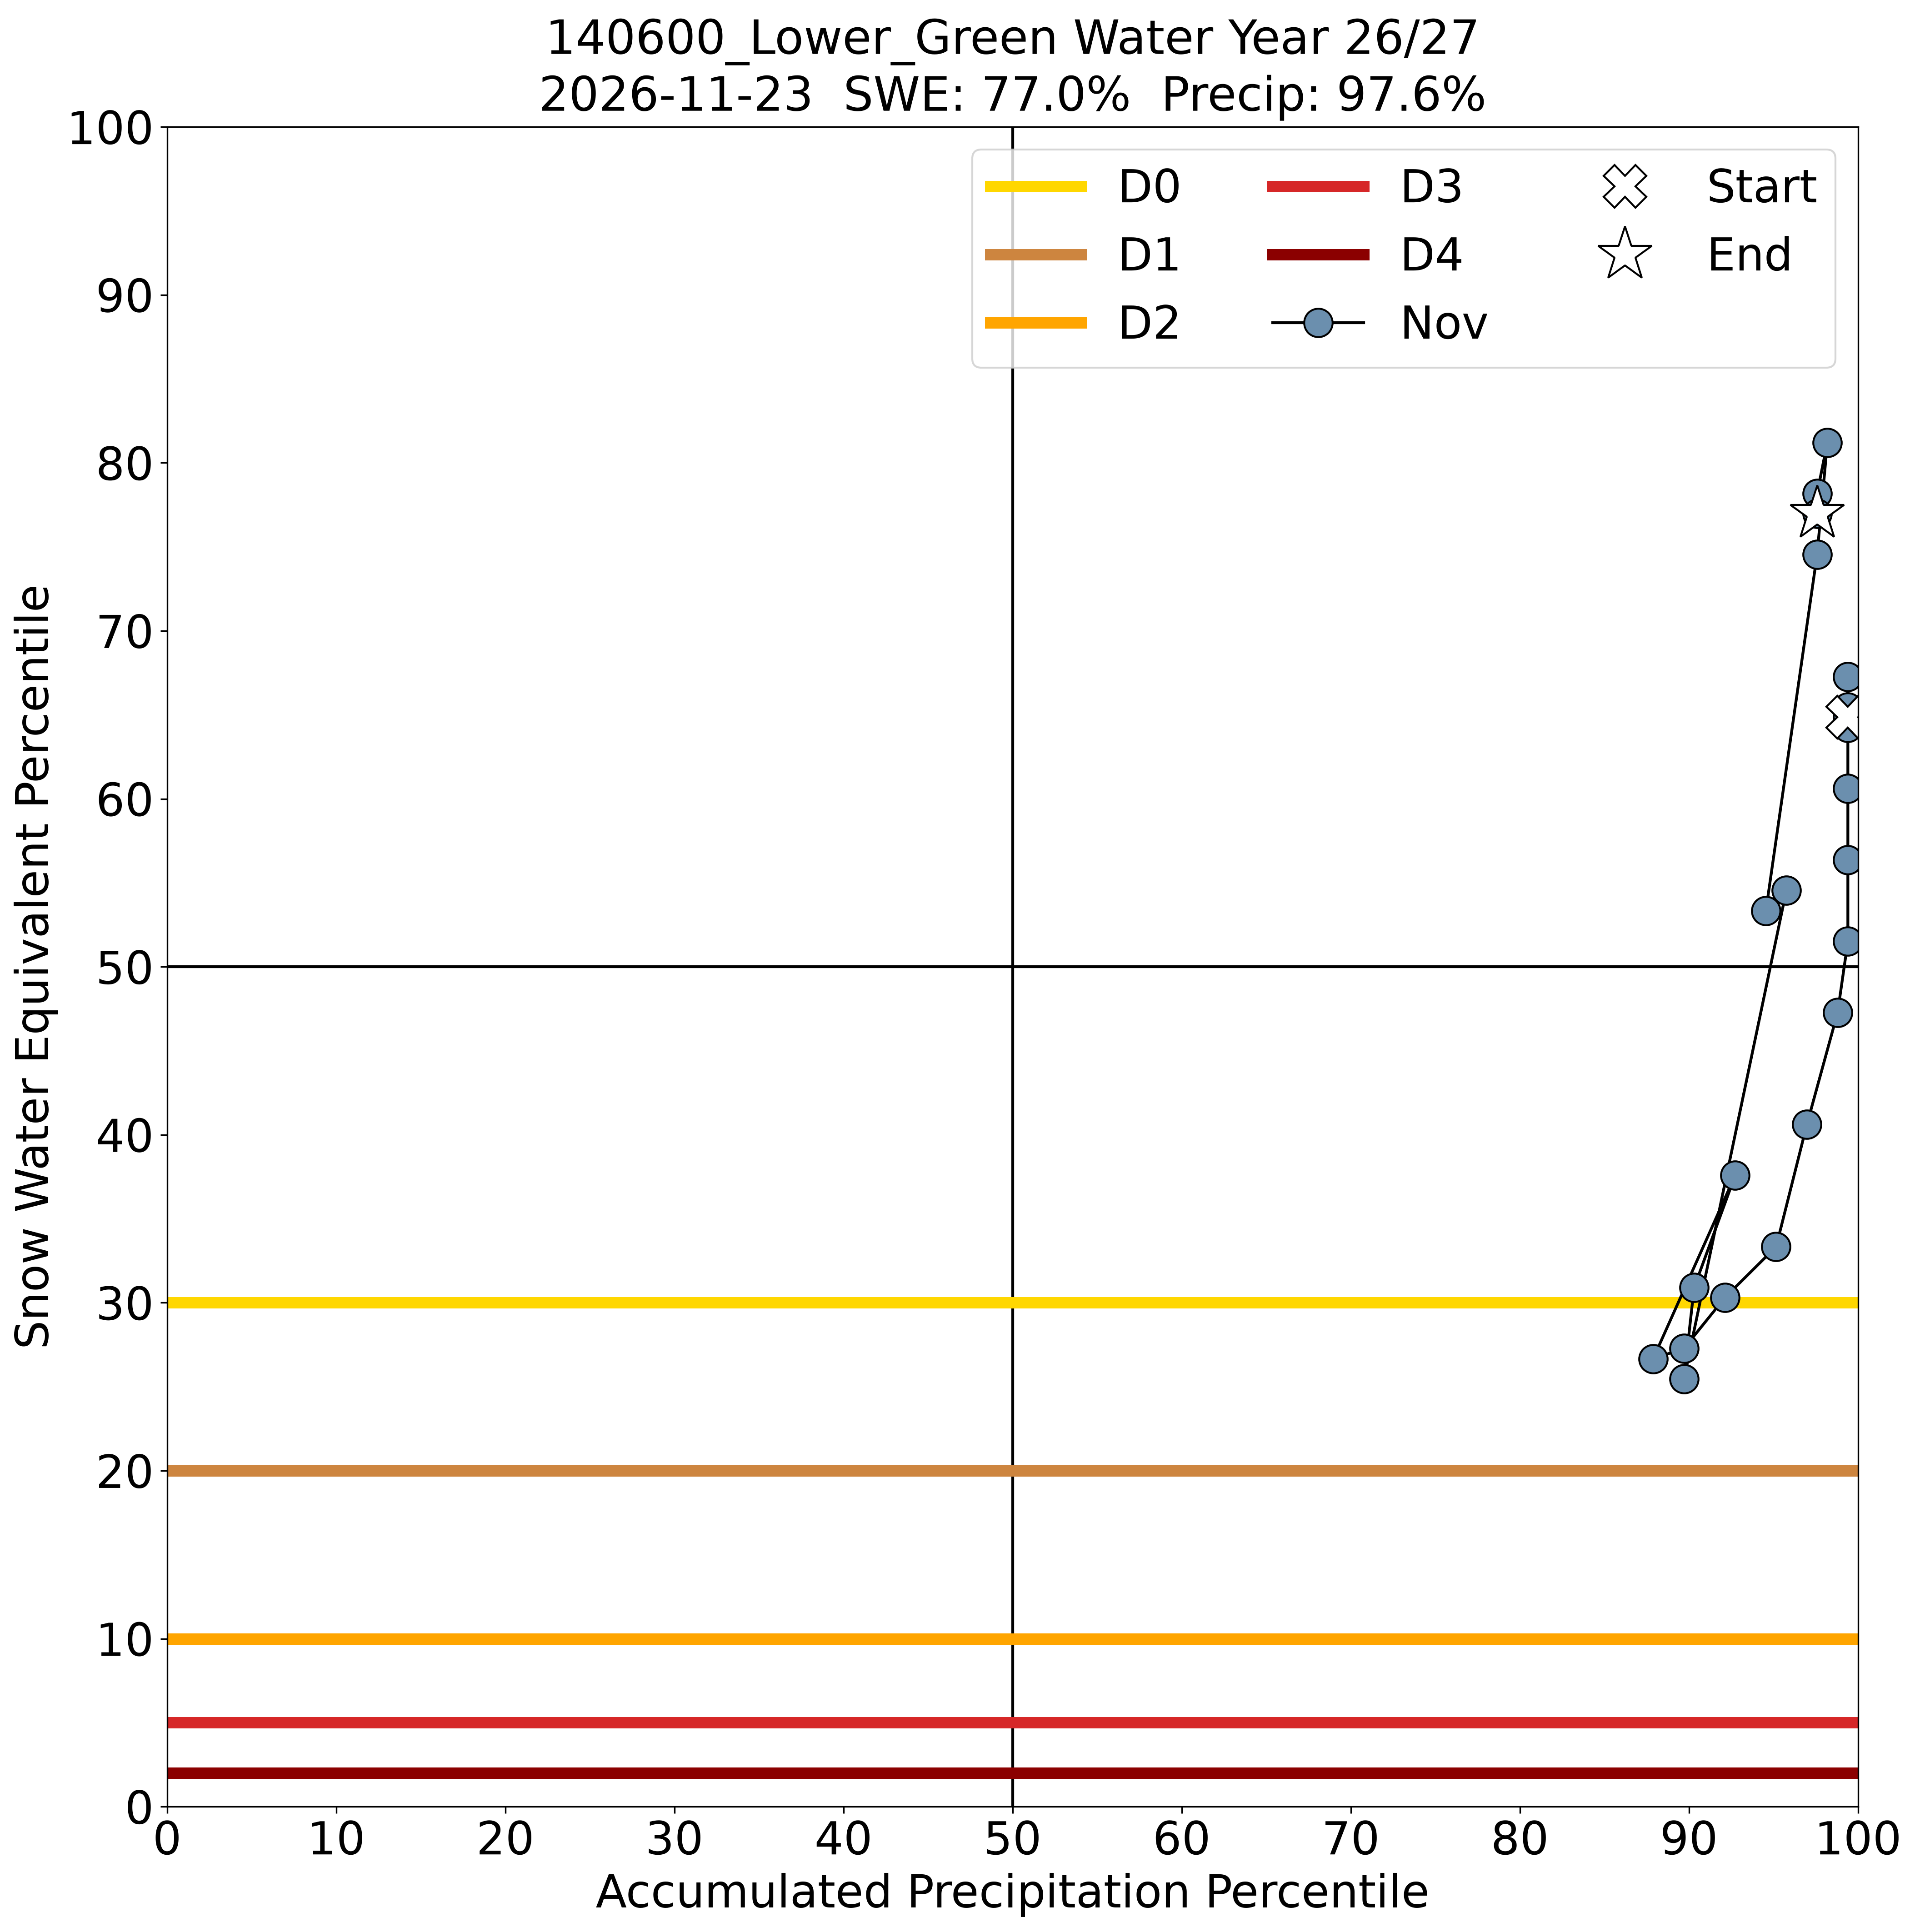 140600_Lower_Green Water Year 26/27
2026-11-23 SWE: 77.0% Precip: 97.6%
100
90
80
70
60
50
40
30
20
10
0
Snow Water Equivalent Percentile
D0
D1
D2
D3
D4
Nov
Start
End
0 10 20 30 40 50 60 70 80 90 100
Accumulated Precipitation Percentile